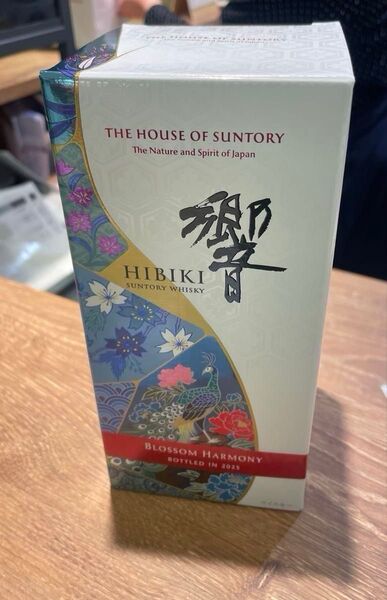 THE HOUSE OF SUNTORY
The Nature and Spirit of Japan
響
HIBIKI
SUNTORY WHISKY
BLOSSOM HARMONY
BOTTLED IN 2025